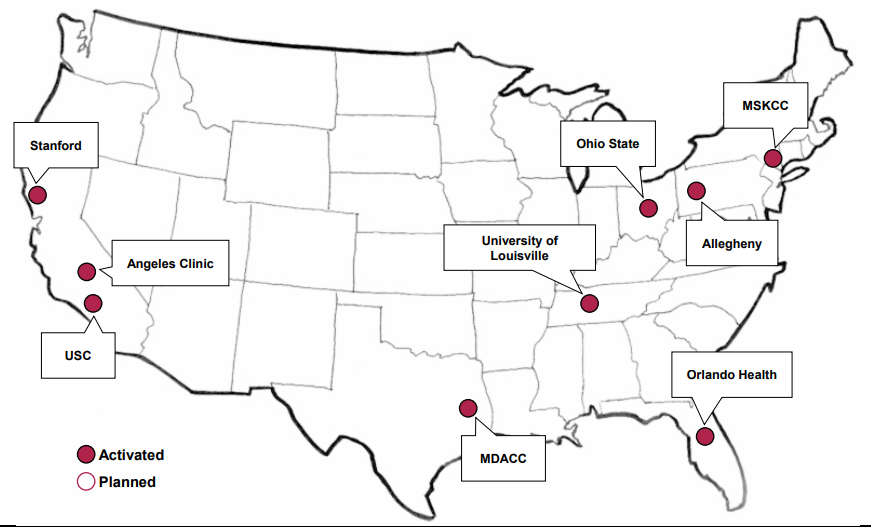 MSKCC
Ohio State
Stanford
University of
Louisville
Allegheny
Angeles Clinic
USC
Orlando Health
MDACC
Activated
Planned